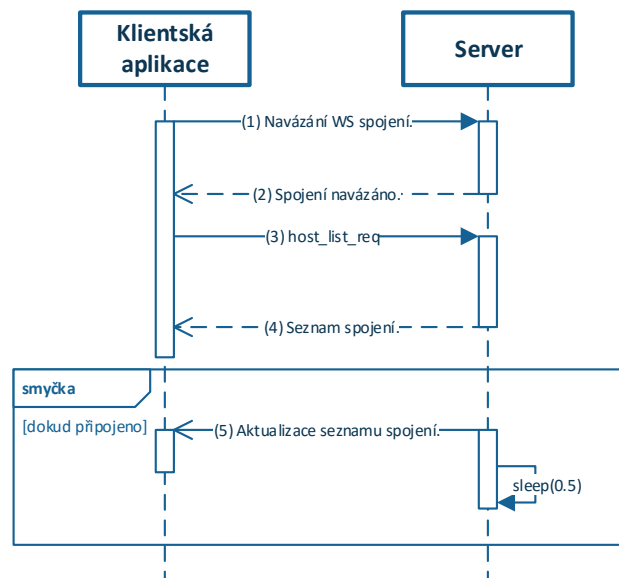 Klientská
aplikace
Server
(1) Navázání WS spojení.
(2) Spojení navázáno.
(3) host_list_req
(4) Seznam spojení.
smyčka
[dokud připojeno]
(5) Aktualizace seznamu spojení.
sleep(0.5)